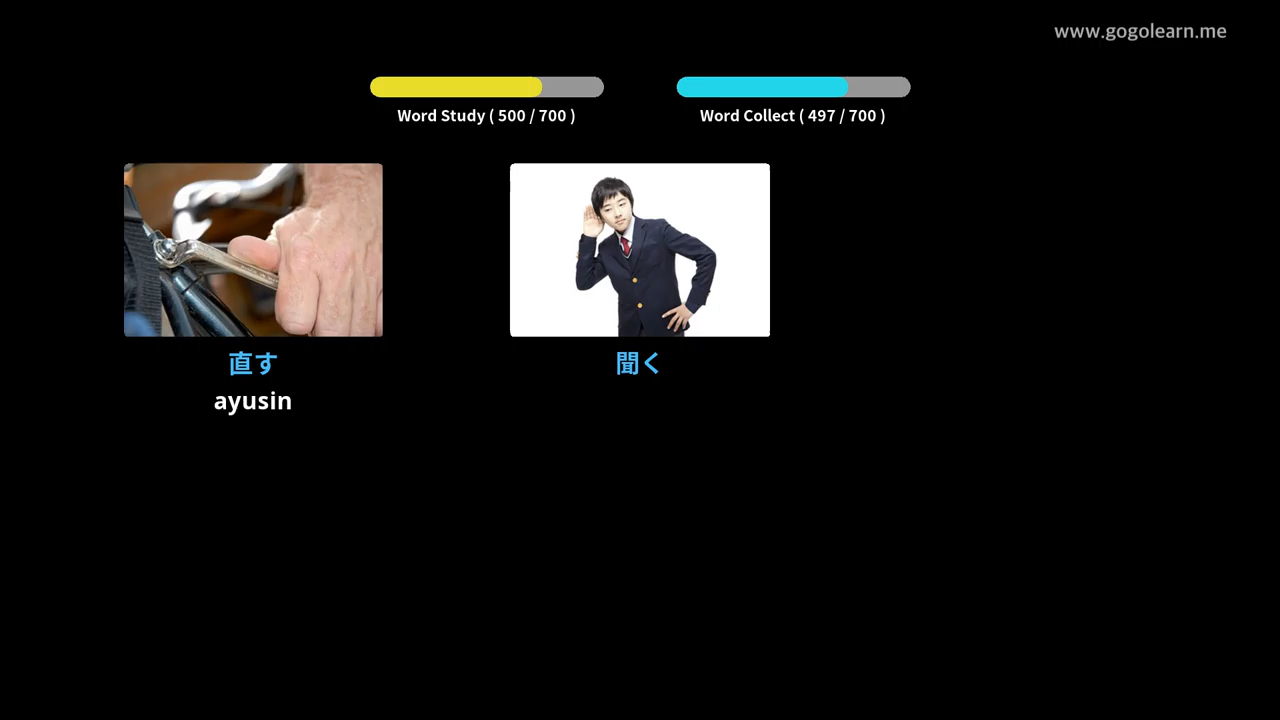 www.gogolearn.me
Word Study ( 500 / 700 )
Word Collect ( 497 / 700 )
直す
ayusin
聞く